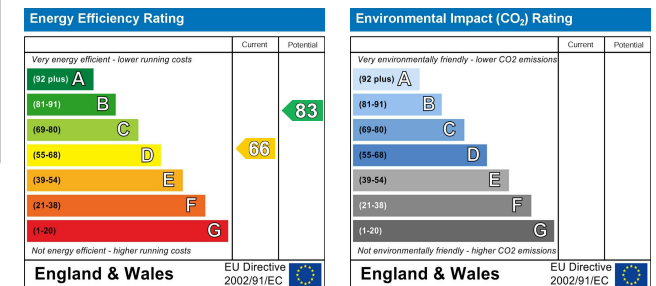 Energy Efficiency Rating
Current Potential
Very energy efficient - lower running costs
(92 plus) A
(81-91) B
83
(69-80) C
(55-68) D
66
(39-54) E
(21-38) F
(1-20) G
Not energy efficient - higher running costs
England & Wales
EU Directive
2002/91/EC
Environmental Impact (CO₂) Rating
Current Potential
Very environmentally friendly - lower CO2 emissions
(92 plus) A
(81-91) B
(69-80) C
(55-68) D
(39-54) E
(21-38) F
(1-20) G
Not environmentally friendly - higher CO2 emissions
England & Wales
EU Directive
2002/91/EC